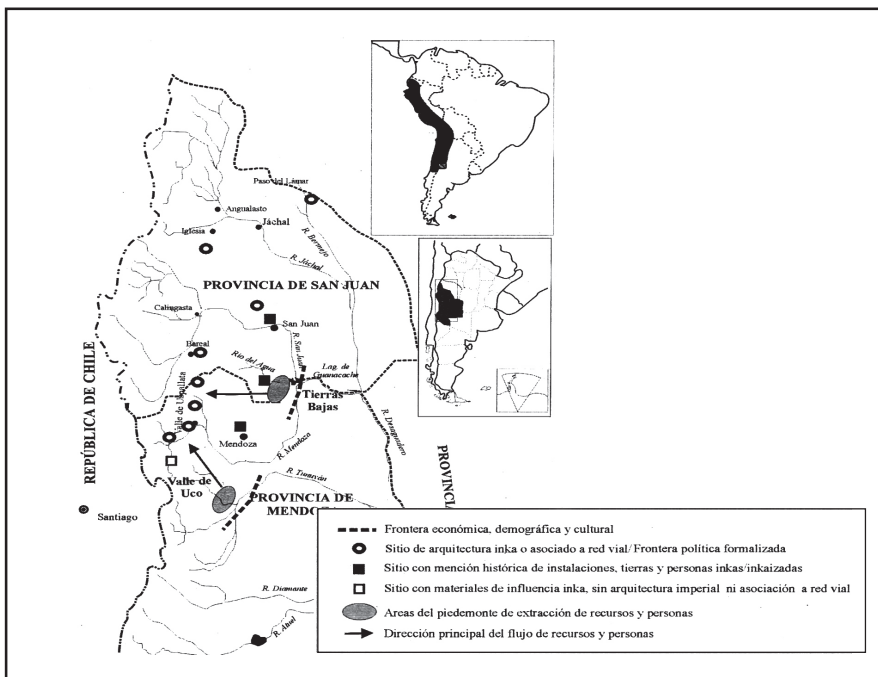 Paso del Lámar
Angualasto
Jáchal
Iglesia
R. Bermejo
R. Jáchal
PROVINCIA DE SAN JUAN
Calingasta
San Juan
R. San Juan
Barreal
Río del Agua
Lag. de
Guanacache
Tierras
Bajas
Valle de Uspallata
REPÚBLICA DE CHILE
Mendoza
R. Mendoza
R. Desaguadero
R. Tunuyán
Valle de
Uco
PROVINCIA DE
Santiago
R. Diamante
R. Atuel
Frontera económica, demográfica y cultural
Sitio de arquitectura inka o asociado a red vial/Frontera política formalizada
Sitio con mención histórica de instalaciones, tierras y personas inkas/inkaizadas
Sitio con materiales de influencia inka, sin arquitectura imperial ni asociación a red vial
Areas del piedemonte de extracción de recursos y personas
Dirección principal del flujo de recursos y personas